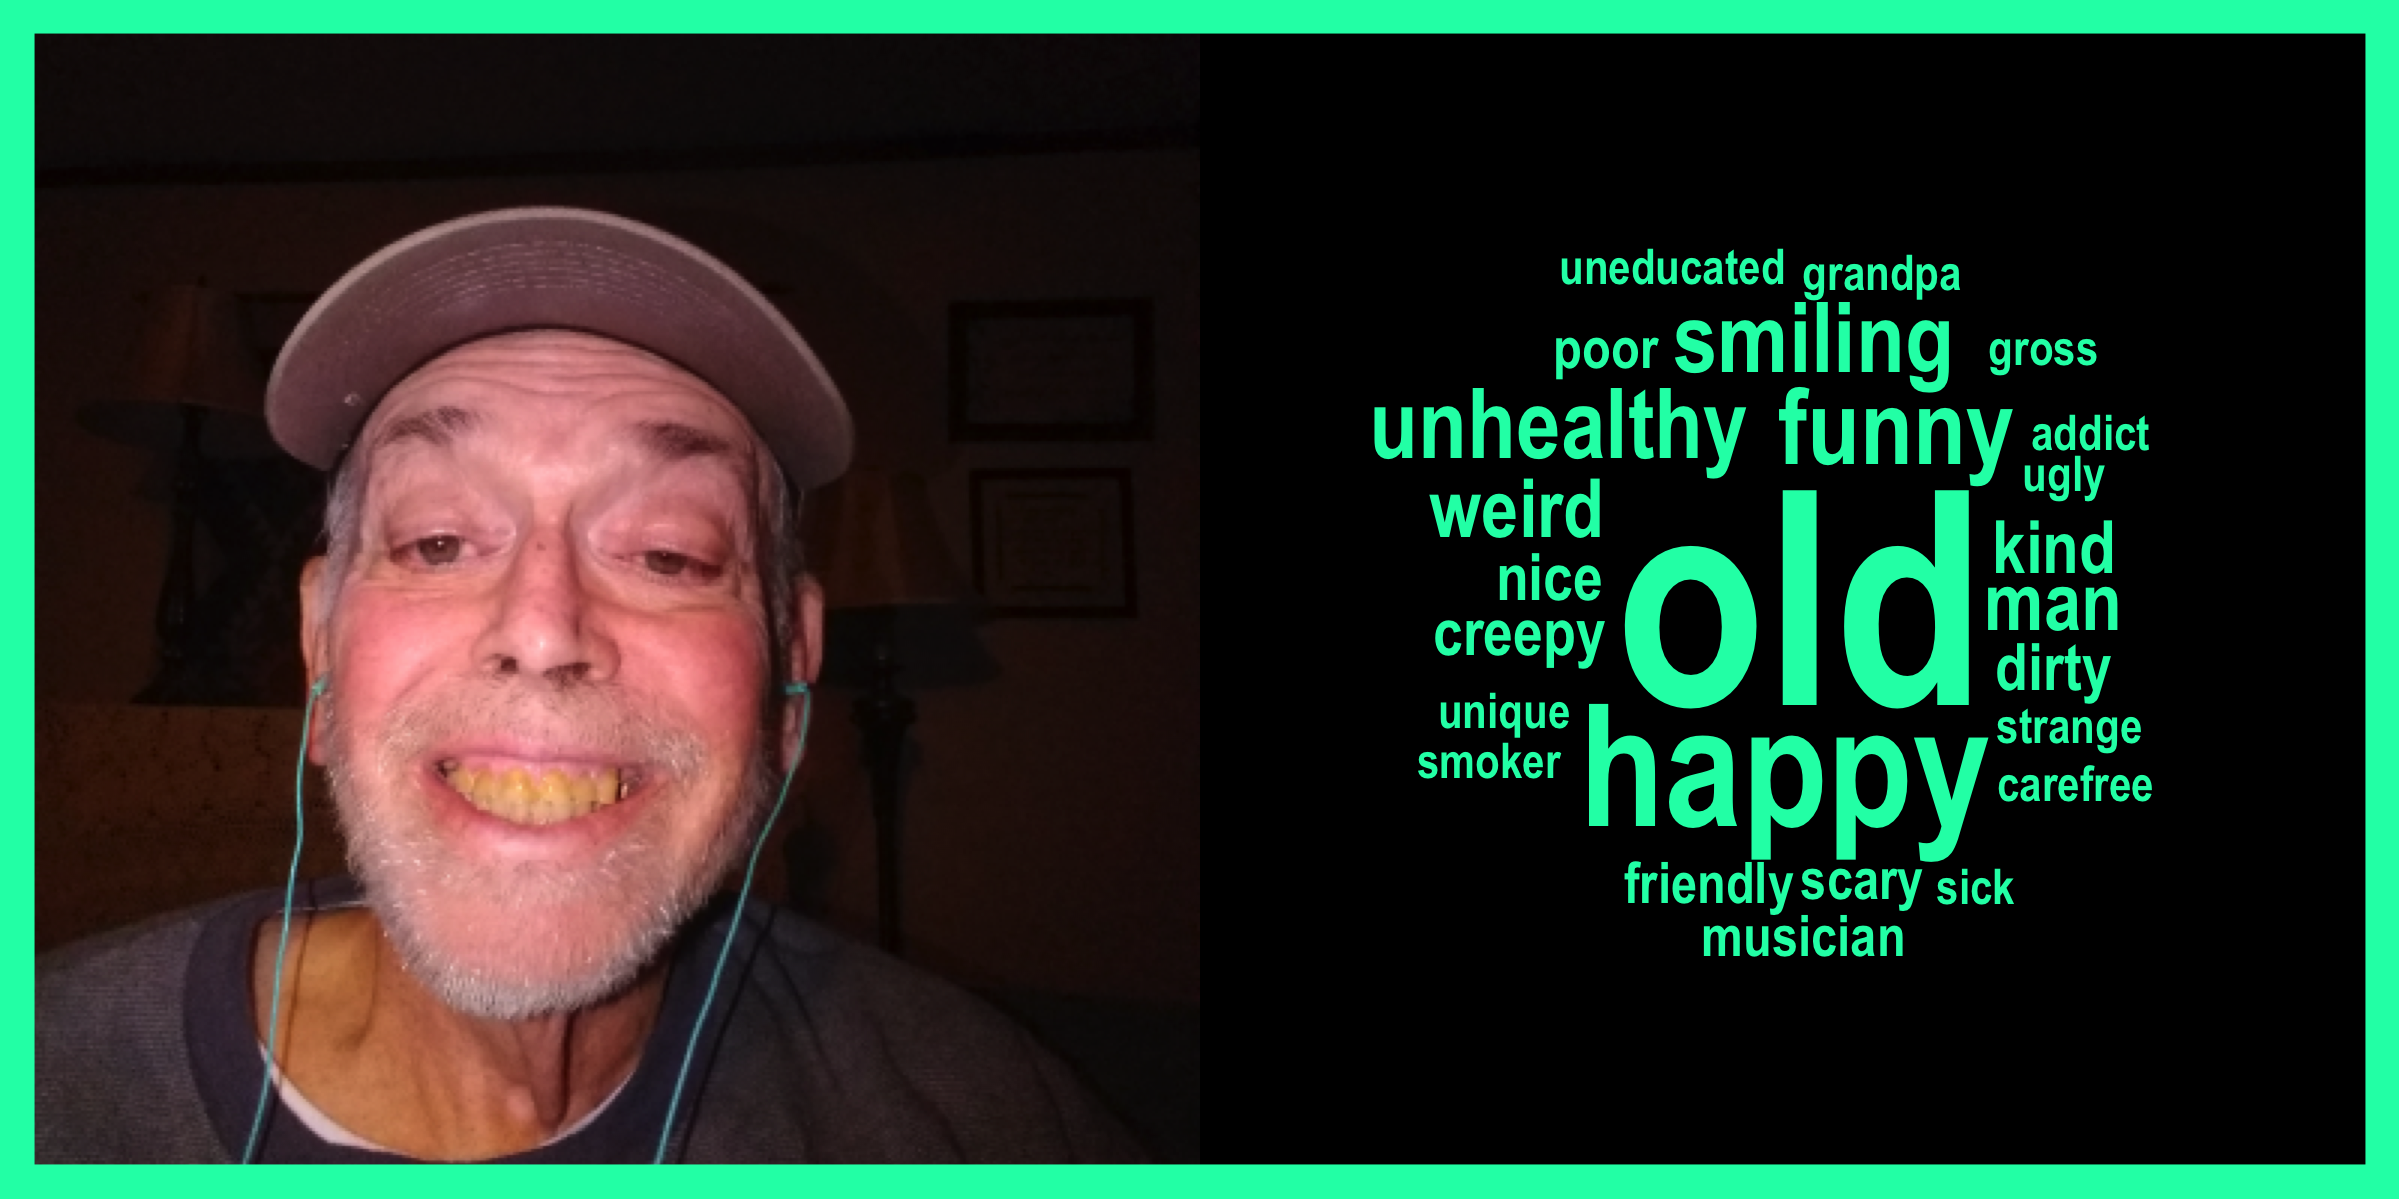 uneducated grandpa
poor smiling gross
unhealthy funny addict
ugly
weird
old
kind
nice
man
creepy
dirty
unique
strange
happy
smoker
carefree
friendly scary sick
musician